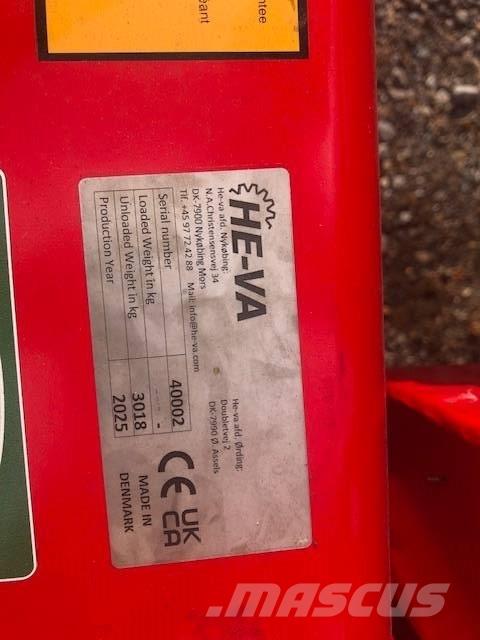 ntee
ant
HE-VA
He-va afd. Nykøbing:
N.A.Christensensvej 34
DK-7900 Nykøbing Mors
Tlf. +45 97 72 42 88 Mail: info@he-va.com
He-va afd. Ørding:
Doubletvej 2
DK-7990 Ø. Assels
Serial number 40002
Loaded Weight in kg -
Unloaded Weight in kg 3018
Production Year 2025
CE UK
CA
MADE IN
DENMARK
MASCUS